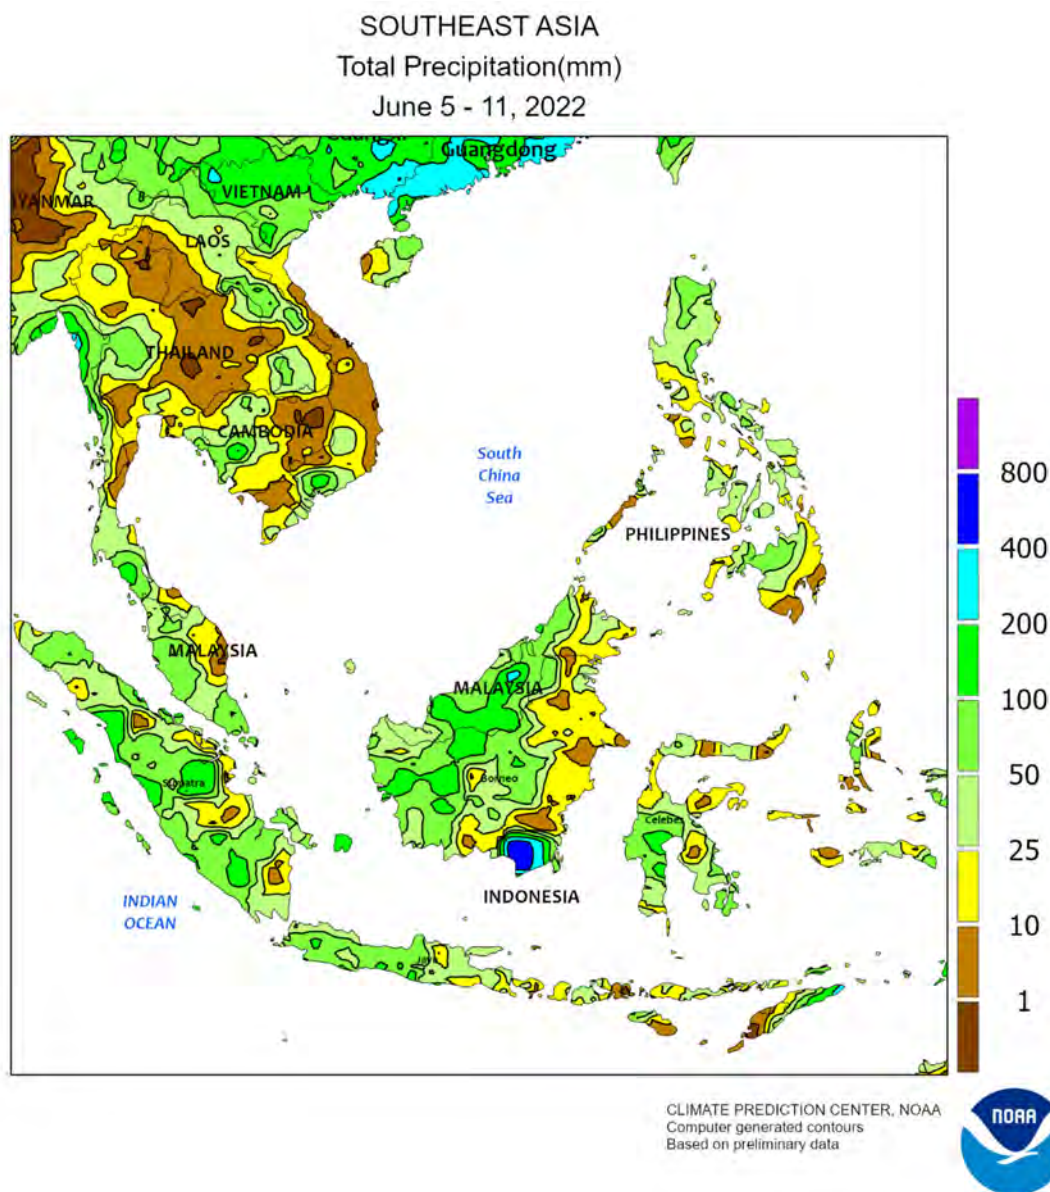 SOUTHEAST ASIA
Total Precipitation(mm)
June 5 - 11, 2022
Guangdong
VIETNAM
YANMAR
LAOS
THAILAND
CAMBODIA
South
China
Sea
PHILIPPINES
MALAYSIA
MALAYSIA
Sumatra
Borneo
Celebes
INDONESIA
INDIAN
OCEAN
Java
800
400
200
100
50
25
10
1
CLIMATE PREDICTION CENTER, NOAA
Computer generated contours
Based on preliminary data
NOAA